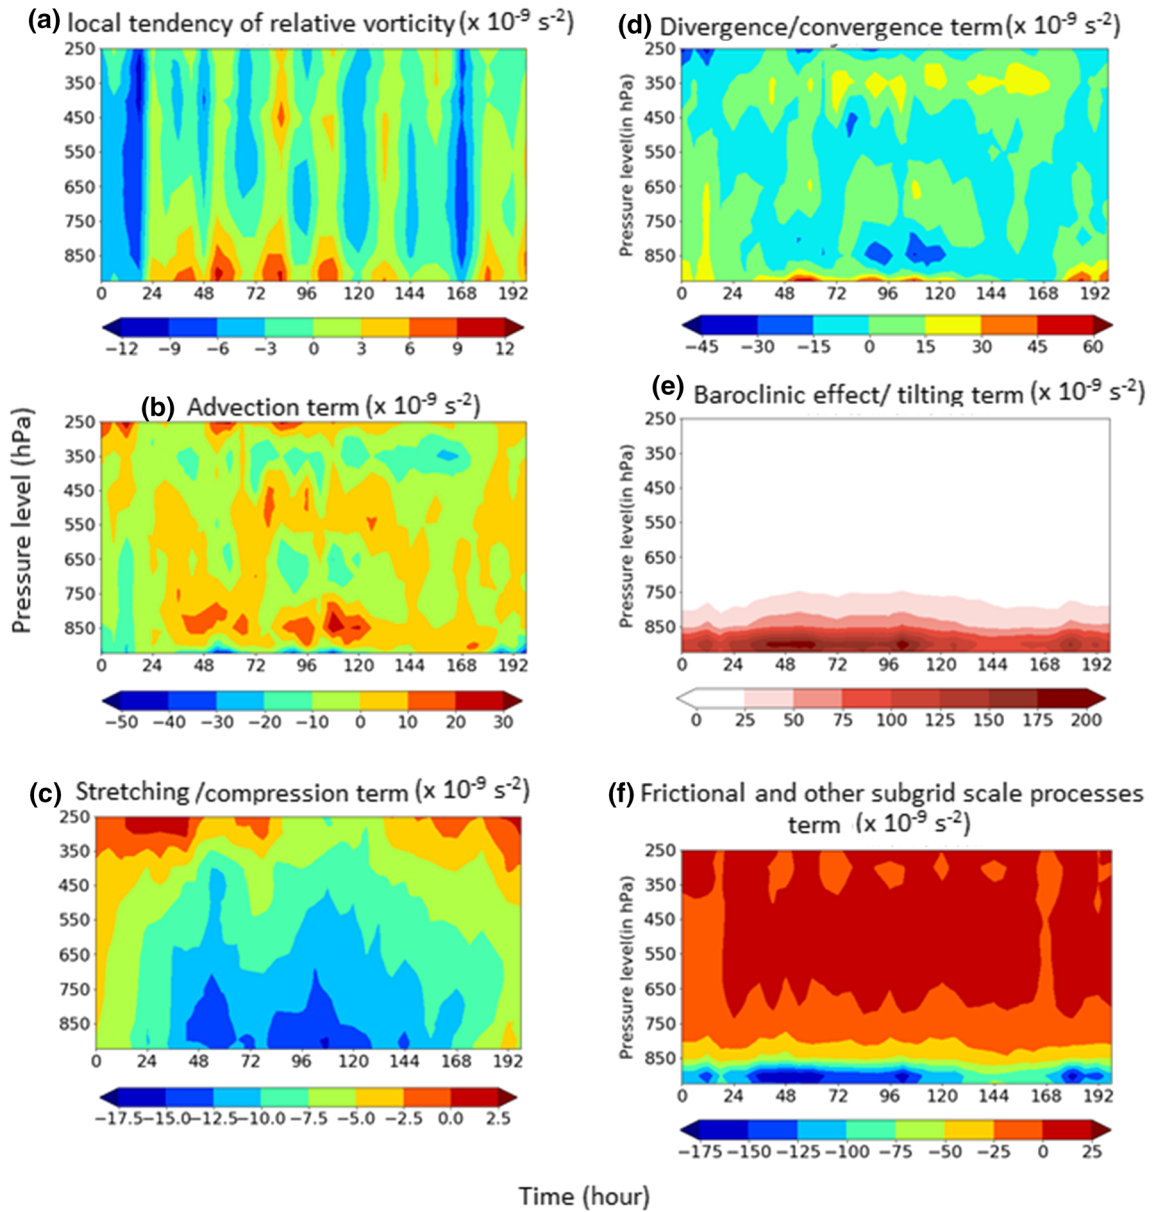 (a) local tendency of relative vorticity (x 10-9 s-2)
250
350
450
550
650
750
850
0 24 48 72 96 120 144 168 192
−12 −9 −6 −3 0 3 6 9 12
(d) Divergence/convergence term (x 10-9 s-2)
Pressure level(in hPa)
250
350
450
550
650
750
850
0 24 48 72 96 120 144 168 192
−45 −30 −15 0 15 30 45 60
Pressure level (hPa)
(b) Advection term (x 10-9 s-2)
250
350
450
550
650
750
850
0 24 48 72 96 120 144 168 192
−50 −40 −30 −20 −10 0 10 20 30
(e) Baroclinic effect/ tilting term (x 10-9 s-2)
Pressure level(in hPa)
250
350
450
550
650
750
850
0 24 48 72 96 120 144 168 192
0 25 50 75 100 125 150 175 200
(c) Stretching /compression term (x 10-9 s-2)
250
350
450
550
650
750
850
0 24 48 72 96 120 144 168 192
−17.5−15.0−12.5−10.0 −7.5 −5.0 −2.5 0.0 2.5
(f) Frictional and other subgrid scale processes
term (x 10-9 s-2)
Pressure level(in hPa)
250
350
450
550
650
750
850
0 24 48 72 96 120 144 168 192
−175 −150 −125 −100 −75 −50 −25 0 25
Time (hour)